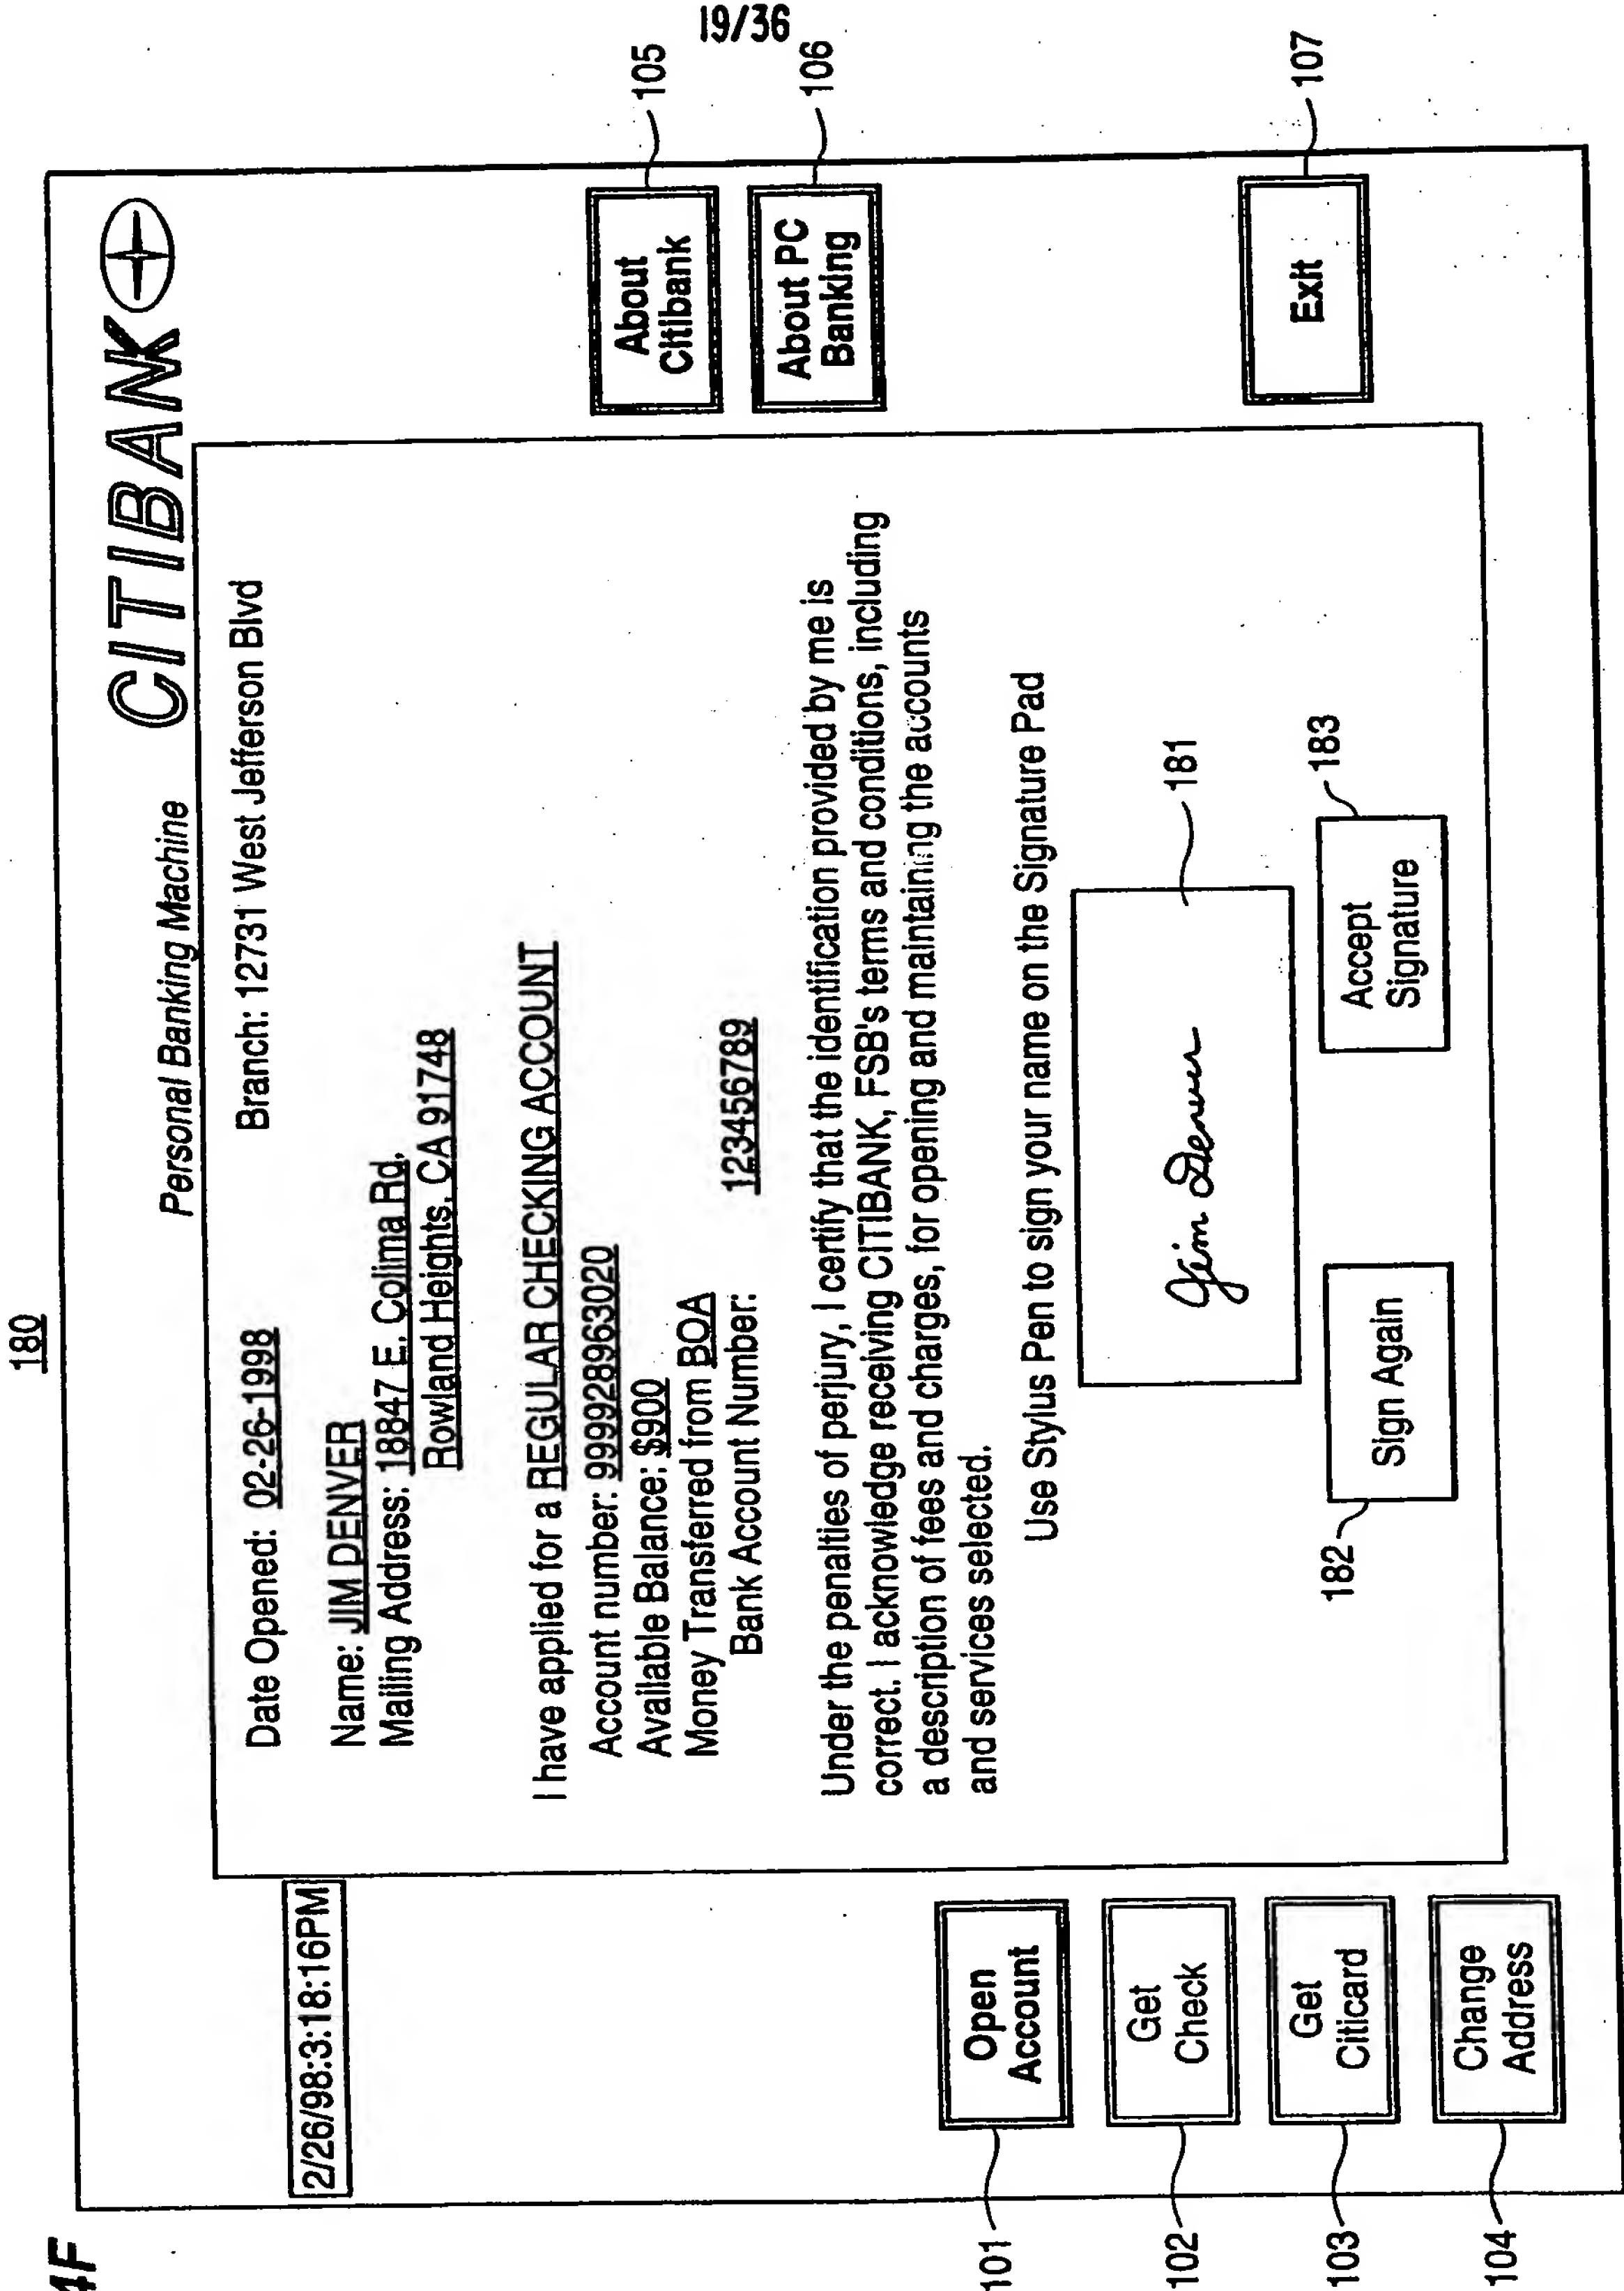 19/36
4F
180
CITIBANK
Personal Banking Machine
2/26/98:3:18:16PM
Date Opened: 02-26-1998 Branch: 12731 West Jefferson Blvd
Name: JIM DENVER
Mailing Address: 18847 E. Colima Rd,
Rowland Heights, CA 91748
I have applied for a REGULAR CHECKING ACCOUNT
Account number: 999928963020
Available Balance: $900
Money Transferred from BOA
Bank Account Number: 123456789
Under the penalties of perjury, I certify that the identification provided by me is
correct. I acknowledge receiving CITIBANK, FSB's terms and conditions, including
a description of fees and charges, for opening and maintaining the accounts
and services selected.
Use Stylus Pen to sign your name on the Signature Pad
Jim Denver
181
182
Sign Again
Accept
Signature
183
101
Open
Account
102
Get
Check
103
Get
Citicard
104
Change
Address
About
Citibank
105
About PC
Banking
106
Exit
107